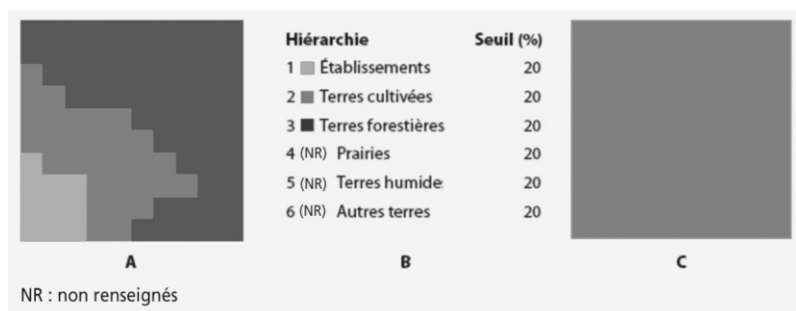 Hiérarchie Seuil (%)
1 Établissements 20
2 Terres cultivées 20
3 Terres forestières 20
4 (NR) Prairies 20
5 (NR) Terres humide 20
6 (NR) Autres terres 20
A B C
NR : non renseignés